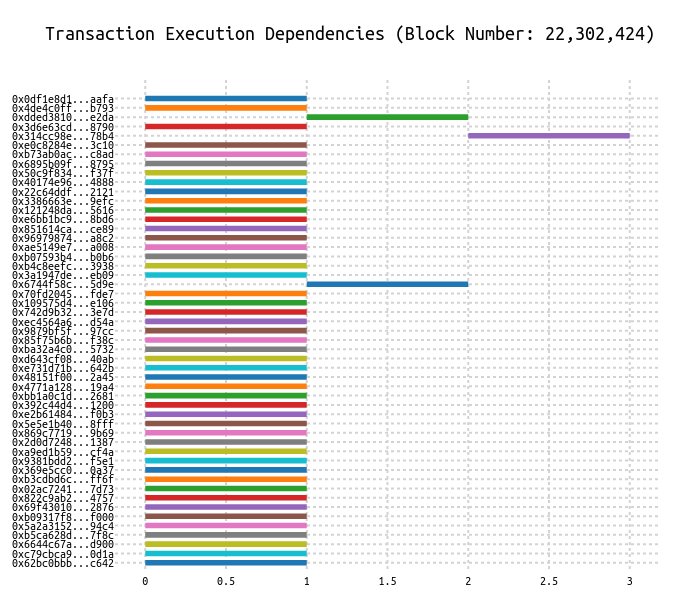 Transaction Execution Dependencies (Block Number: 22,302,424)
0x0df1e8d1...aafa
0x4de4c0ff...b793
0xdded3810...e2da
0x3d6e63cd...8790
0x314cc98e...78b4
0xe0c8284e...3c10
0xb73ab0ac...c8ad
0x6895b09f...8795
0x50c9f834...f37f
0x40174e96...4888
0x22c64ddf...2121
0x3386663e...9efc
0x121248da...5616
0xe6bb1bc9...8bd6
0x851614ca...ce89
0x96979874...a8c2
0xae5149e7...a008
0xb07593b4...b0b6
0xb4c8eefc...3938
0x3a1947de...eb09
0x6744f58c...5d9e
0x70fd2045...fde7
0x109575d4...e106
0x742d9b32...3e7d
0xec4564a6...d54a
0x9879bf5f...97cc
0x85f75b6b...f38c
0xba32a4c0...5732
0xd643cf08...40ab
0xe731d71b...642b
0x48151f00...2a45
0x4771a128...19a4
0xbb1a0c1d...2681
0x392c44d4...1200
0xe2b61484...f0b3
0x5e5e1b40...8fff
0x869c7719...9b69
0x2d0d7248...1387
0xa9ed1b59...cf4a
0x9381bdd2...f5e1
0x369e5cc0...0a37
0xb3cdbd6c...ff6f
0x02ac7241...7d73
0x822c9ab2...4757
0x69f43010...2876
0xb09317f8...f000
0x5a2a3152...94c4
0xb5ca628d...7f8c
0x6644c67a...d900
0xc79cbca9...0d1a
0x62bc0bbb...c642
0 0.5 1 1.5 2 2.5 3